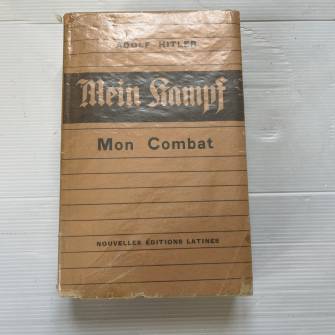 ADOLF HITLER
Mein Kampf
Mon Combat
NOUVELLES ÉDITIONS LATINES